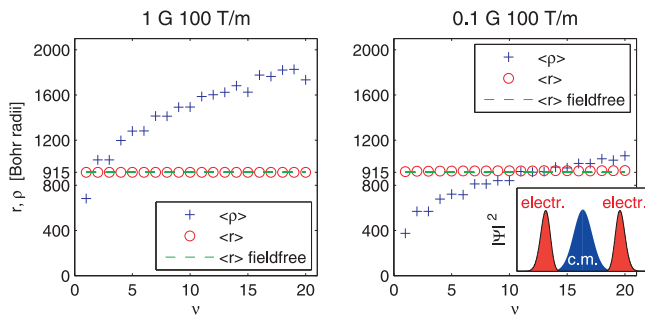 1 G 100 T/m
0.1 G 100 T/m
r, ρ [Bohr radii]
2000
1600
1200
915
800
400
0
0 5 10 15 20
ν
<ρ>
<r>
<r> fieldfree
2000
1600
1200
915
800
400
0
0 5 10 15 20
ν
<ρ>
<r>
<r> fieldfree
|Ψ| 2
electr. electr.
c.m.